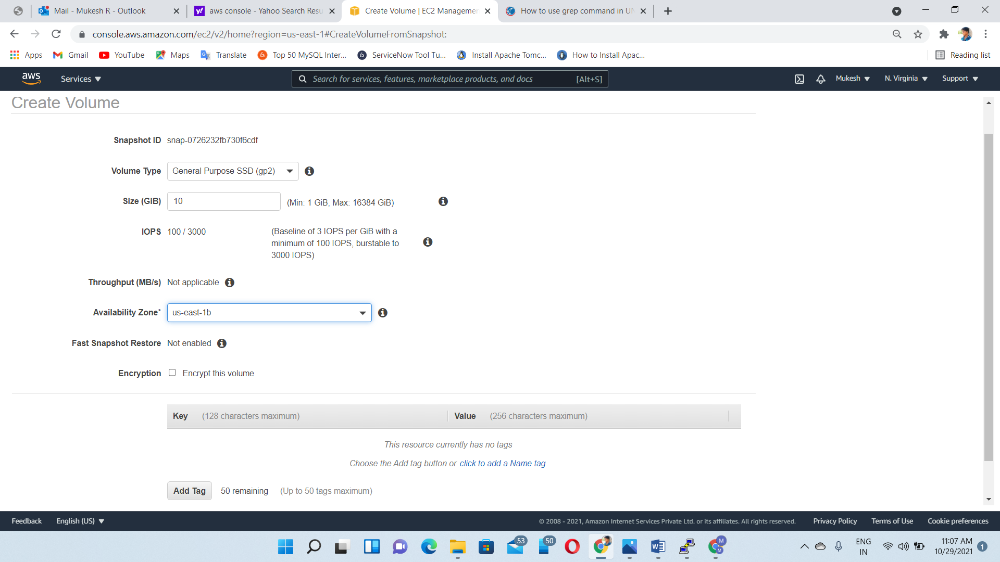 Mail - Mukesh R - Outlook
aws console - Yahoo Search Resu
Create Volume | EC2 Managemen
How to use grep command in UN
console.aws.amazon.com/ec2/v2/home?region=us-east-1#CreateVolumeFromSnapshot:
Apps
Gmail
YouTube
Maps
Translate
Top 50 MySQL Inter...
ServiceNow Tool Tu...
Install Apache Tomc...
How to Install Apac...
Reading list
aws
Services
Search for services, features, marketplace products, and docs
[Alt+S]
Mukesh
N. Virginia
Support
Create Volume
Snapshot ID snap-0726232fb730f6cdf
Volume Type General Purpose SSD (gp2)
Size (GiB) 10 (Min: 1 GiB, Max: 16384 GiB)
IOPS 100 / 3000 (Baseline of 3 IOPS per GiB with a
minimum of 100 IOPS, burstable to
3000 IOPS)
Throughput (MB/s) Not applicable
Availability Zone* us-east-1b
Fast Snapshot Restore Not enabled
Encryption Encrypt this volume
Key (128 characters maximum) Value (256 characters maximum)
This resource currently has no tags
Choose the Add tag button or click to add a Name tag
Add Tag 50 remaining (Up to 50 tags maximum)
Feedback
English (US)
© 2008 - 2021, Amazon Internet Services Private Ltd. or its affiliates. All rights reserved.
Privacy Policy
Terms of Use
Cookie preferences
53
50
M
M
ENG
IN
11:07 AM
10/29/2021
1